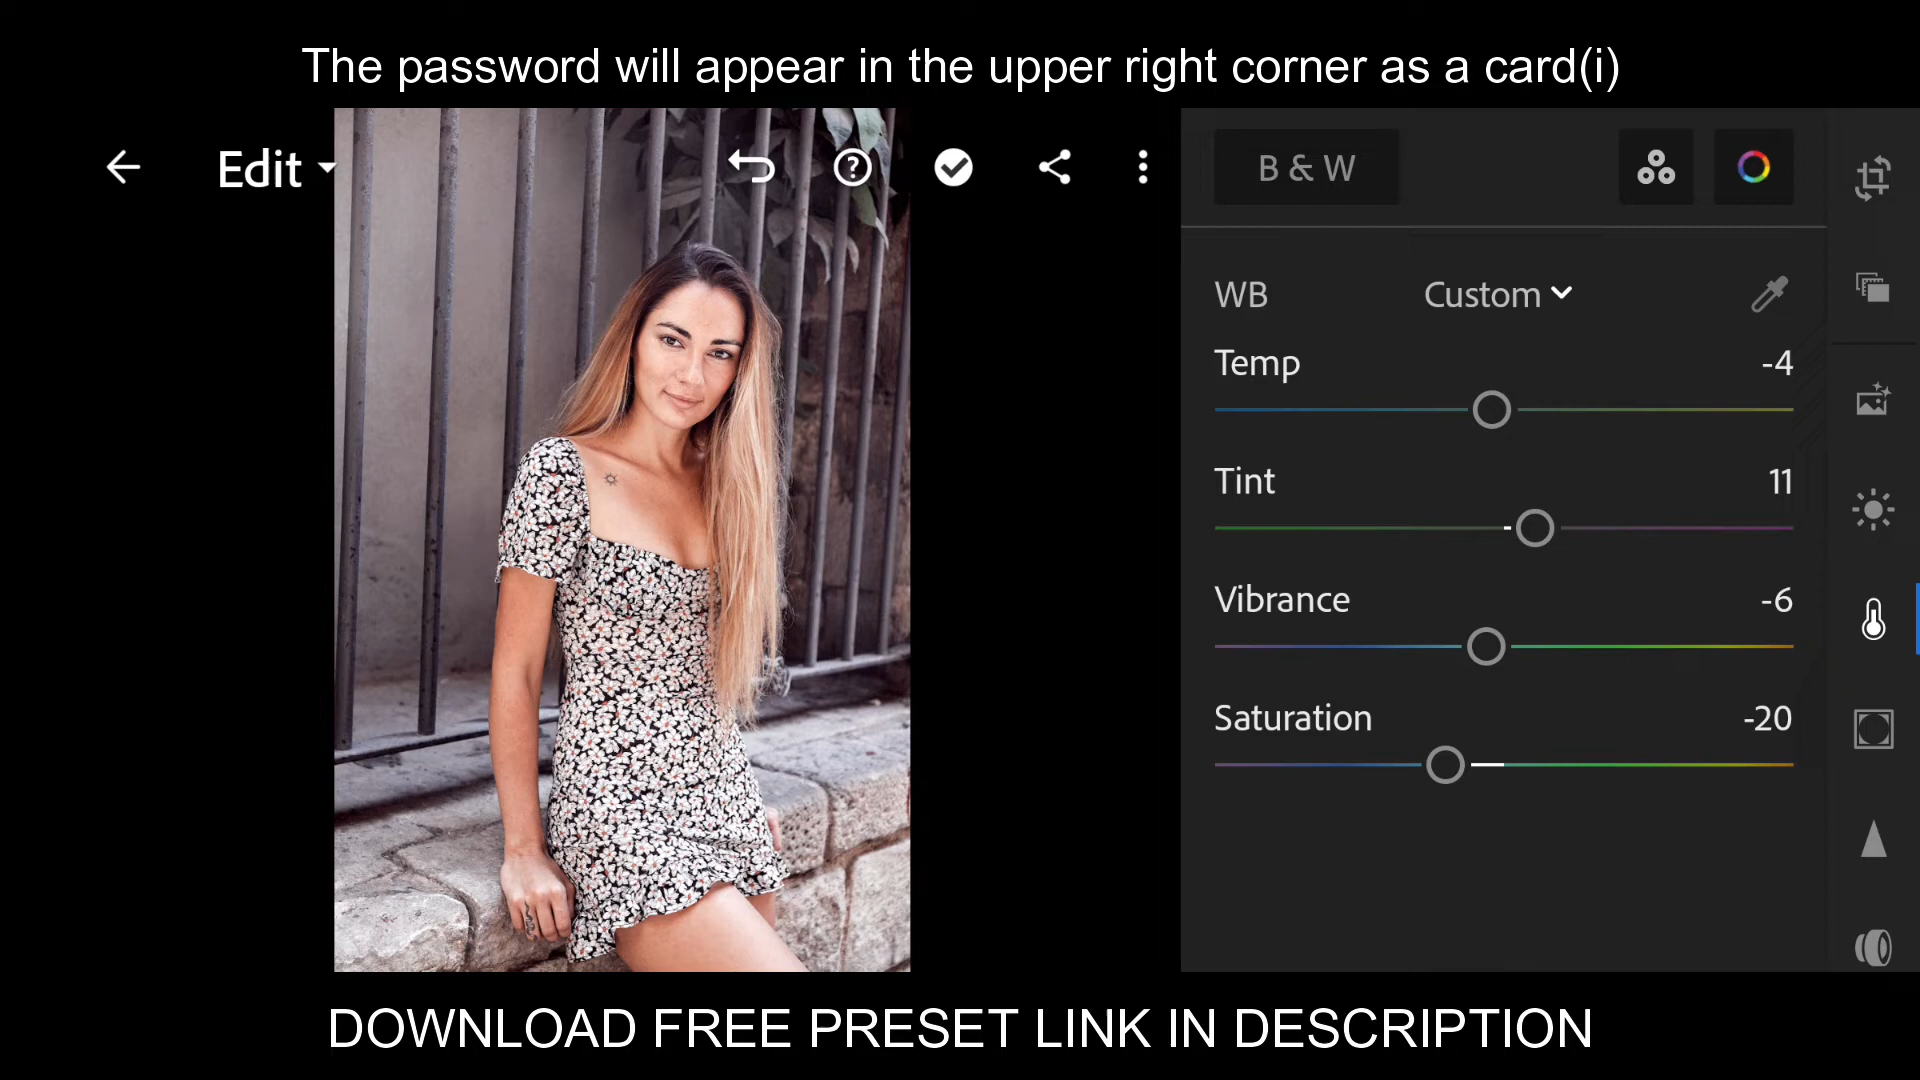 The password will appear in the upper right corner as a card(i)
Edit
B & W
WB Custom
Temp -4
Tint 11
Vibrance -6
Saturation -20
DOWNLOAD FREE PRESET LINK IN DESCRIPTION